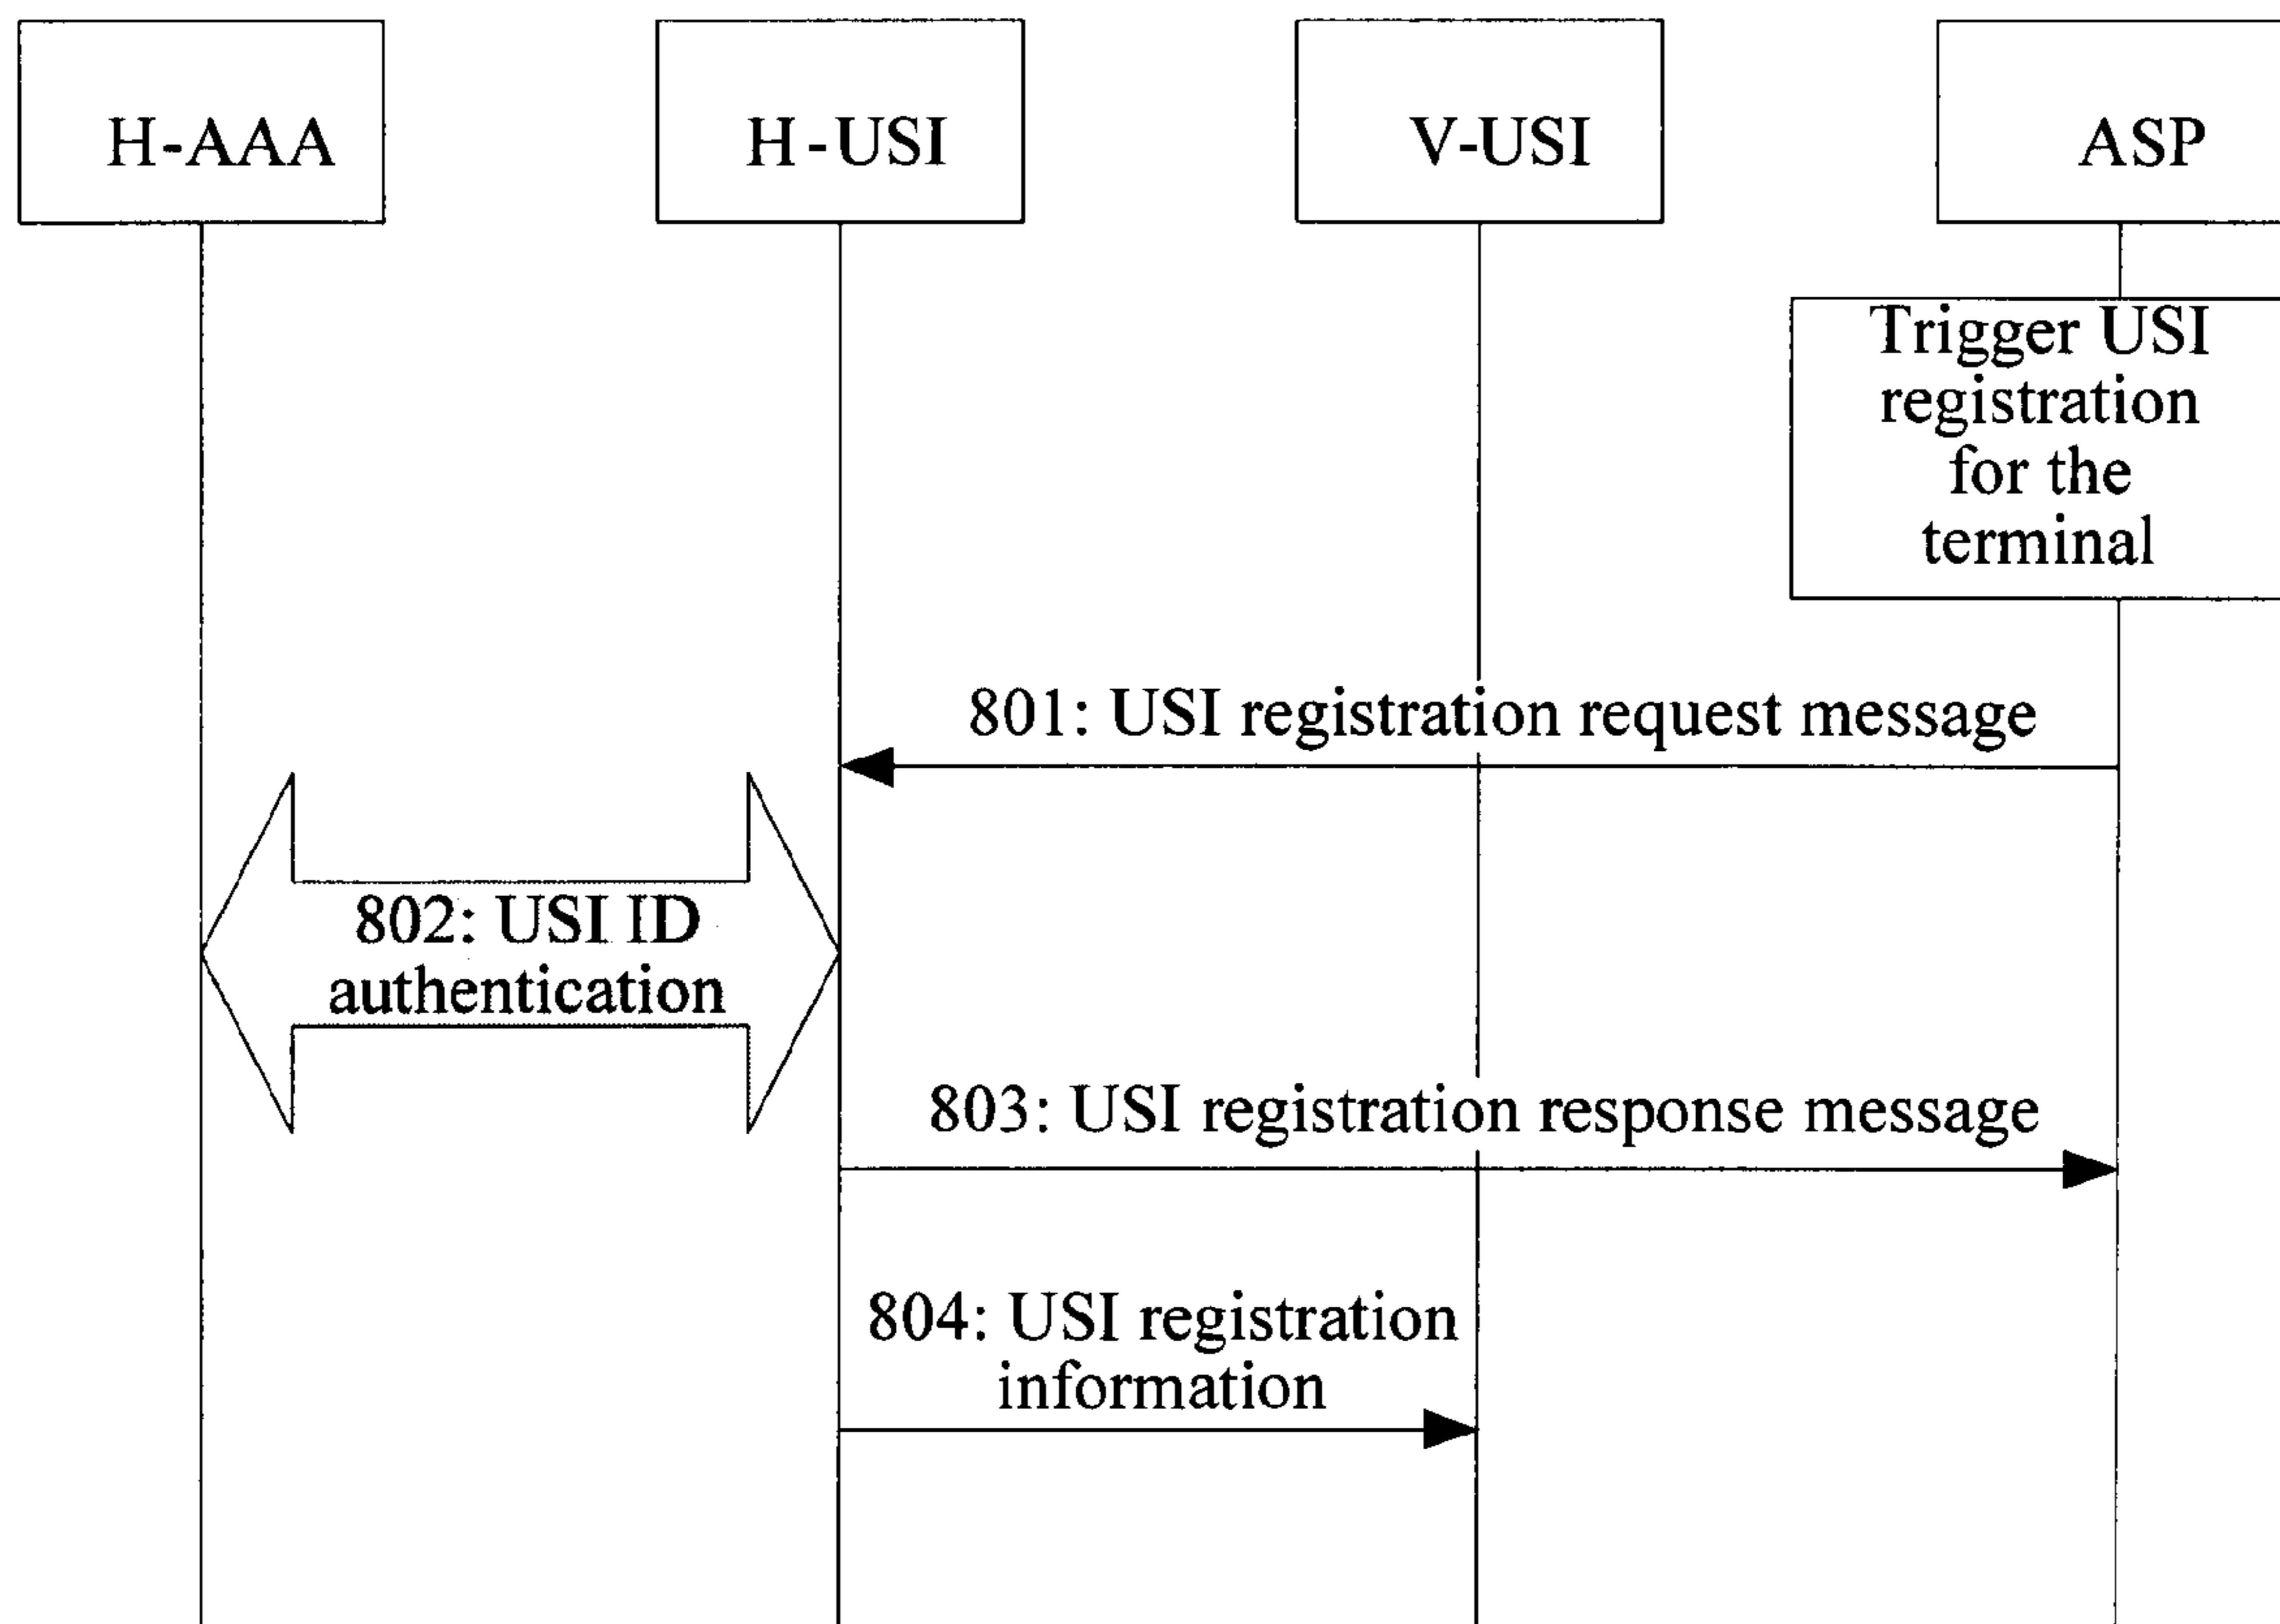 H-AAA
H-USI
V-USI
ASP
Trigger USI
registration
for the
terminal
801: USI registration request message
802: USI ID
authentication
803: USI registration response message
804: USI registration
information